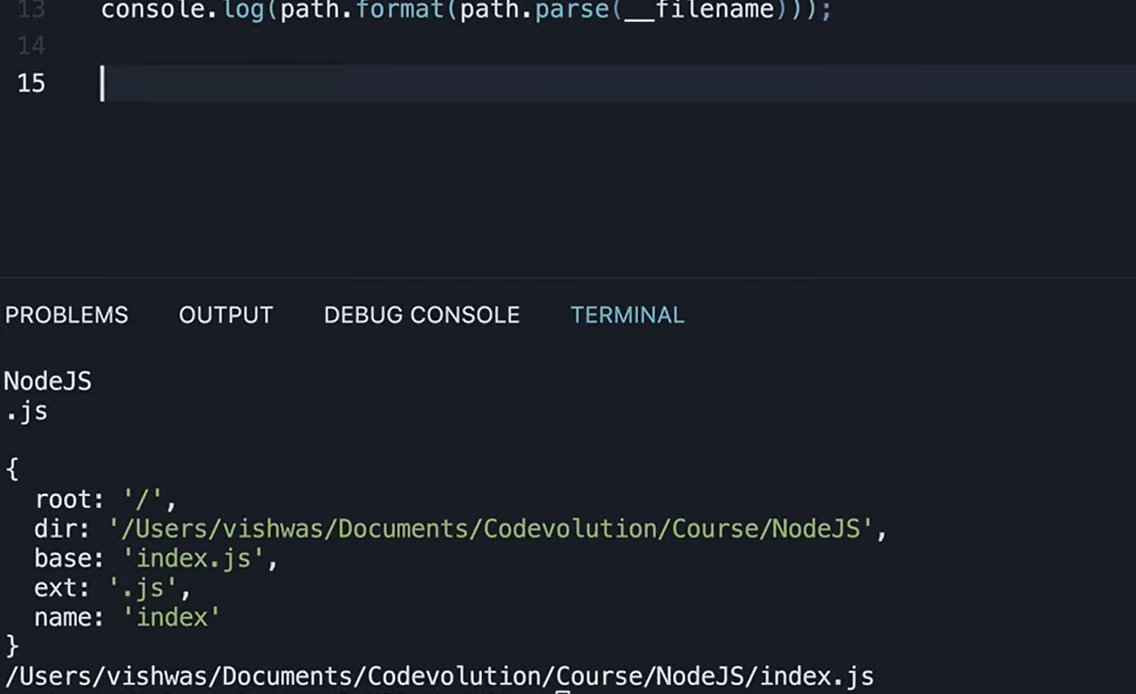 13 console.log(path.format(path.parse(__filename)));
14
15
PROBLEMS OUTPUT DEBUG CONSOLE TERMINAL
NodeJS
.js
{
root: '/',
dir: '/Users/vishwas/Documents/Codevolution/Course/NodeJS',
base: 'index.js',
ext: '.js',
name: 'index'
}
/Users/vishwas/Documents/Codevolution/Course/NodeJS/index.js